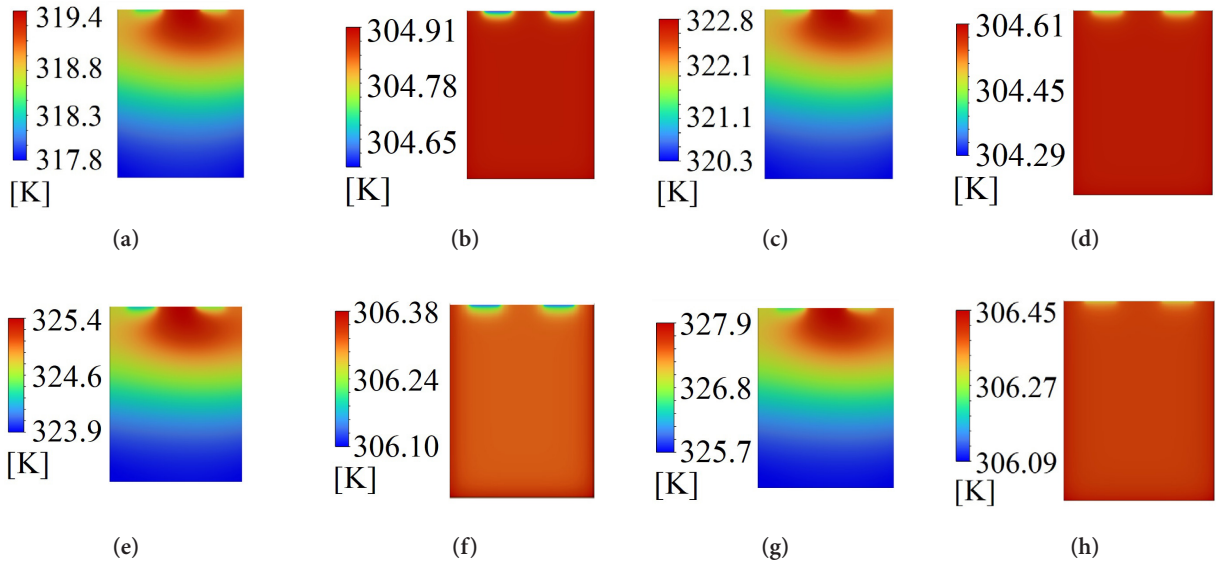 319.4
318.8
318.3
317.8
[K]
(a)
304.91
304.78
304.65
[K]
(b)
322.8
322.1
321.1
320.3
[K]
(c)
304.61
304.45
304.29
[K]
(d)
325.4
324.6
323.9
[K]
(e)
306.38
306.24
306.10
[K]
(f)
327.9
326.8
325.7
[K]
(g)
306.45
306.27
306.09
[K]
(h)